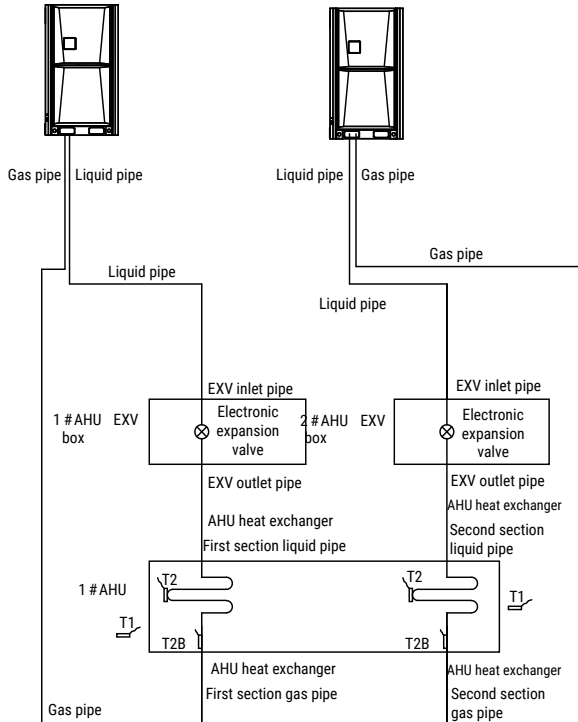 Gas pipe
Liquid pipe
Liquid pipe
Gas pipe
Gas pipe
Liquid pipe
Liquid pipe
EXV inlet pipe
EXV inlet pipe
1 #AHU EXV
box
Electronic
expansion
valve
2 #AHU EXV
box
Electronic
expansion
valve
EXV outlet pipe
EXV outlet pipe
AHU heat exchanger
First section liquid pipe
AHU heat exchanger
Second section
liquid pipe
1 #AHU
T2
T2
T1
T1
T2B
T2B
AHU heat exchanger
First section gas pipe
AHU heat exchanger
Second section
gas pipe
Gas pipe